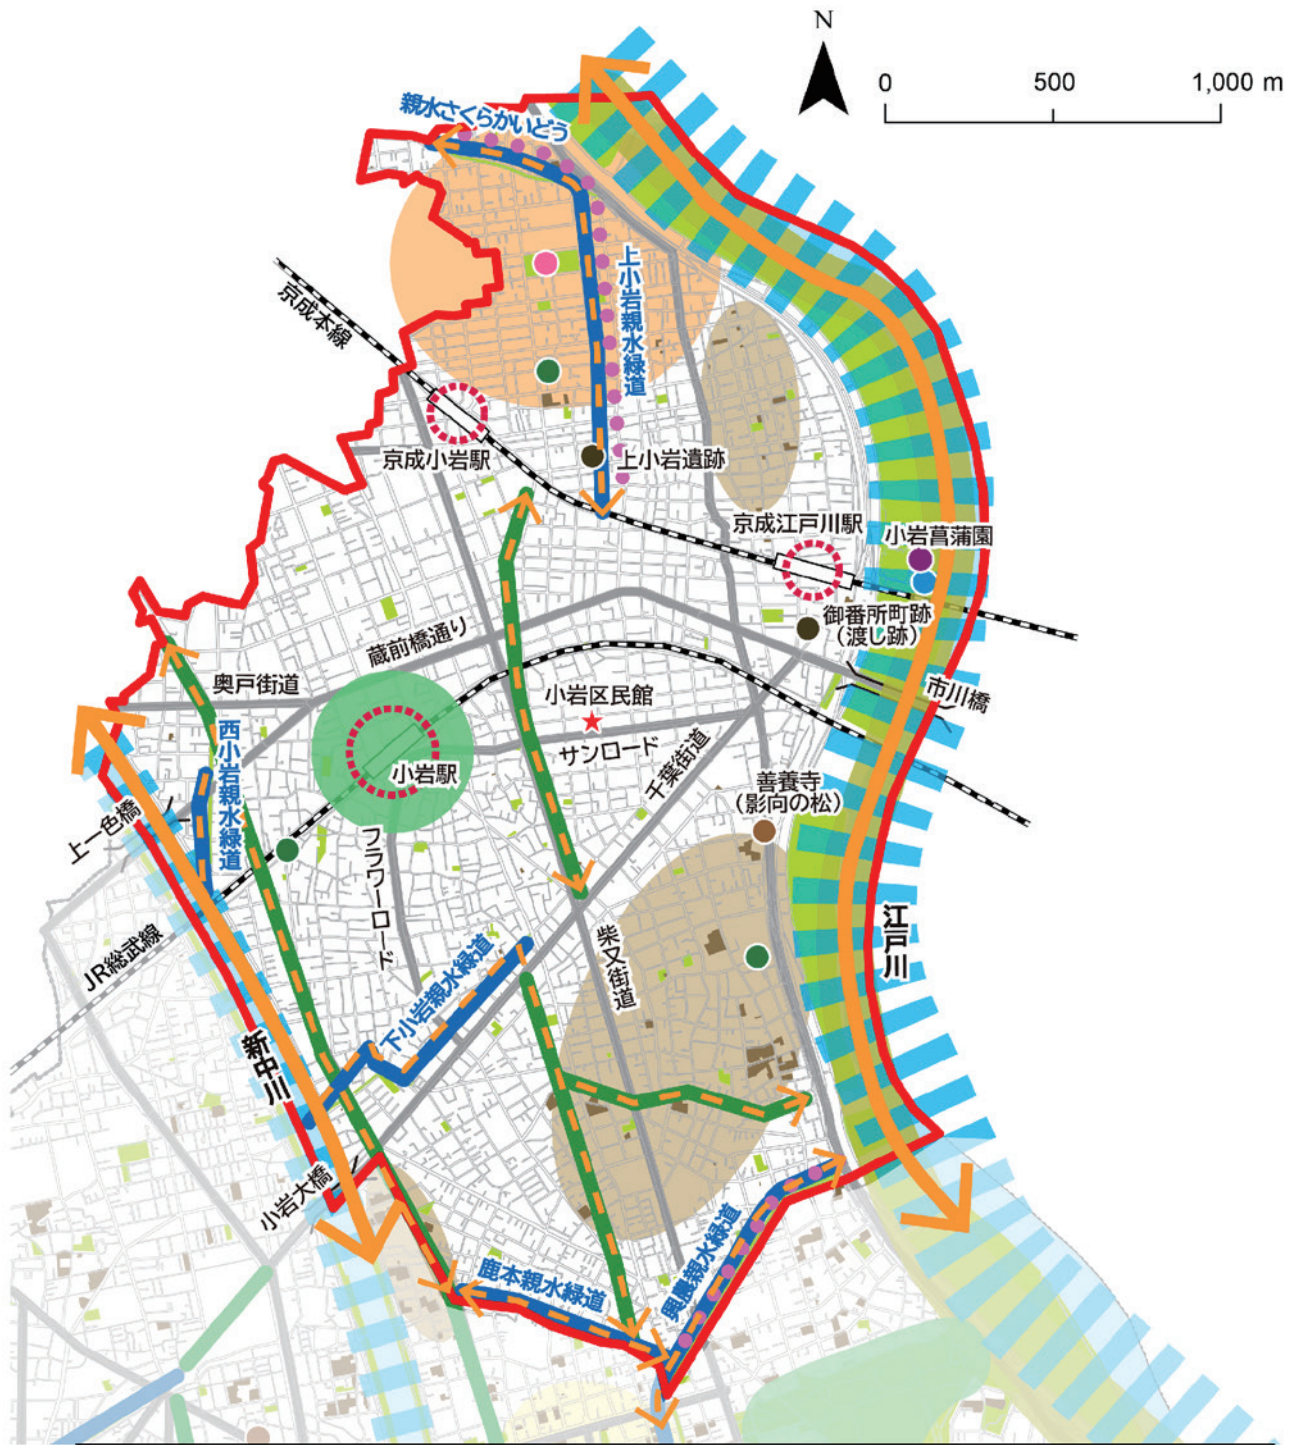 N
0 500 1,000 m
親水さくらかいどう
上小岩親水緑道
京成本線
京成小岩駅
上小岩遺跡
京成江戸川駅
小岩菖蒲園
御番所町跡
(渡し跡)
蔵前橋通り
奥戸街道
小岩区民館
市川橋
西小岩親水緑道
サンロード
小岩駅
千葉街道
善養寺
(影向の松)
上一色橋
フラワーロード
江戸川
柴又街道
JR総武線
下小岩親水緑道
新中川
小岩大橋
鹿本親水緑道
興農親水緑道